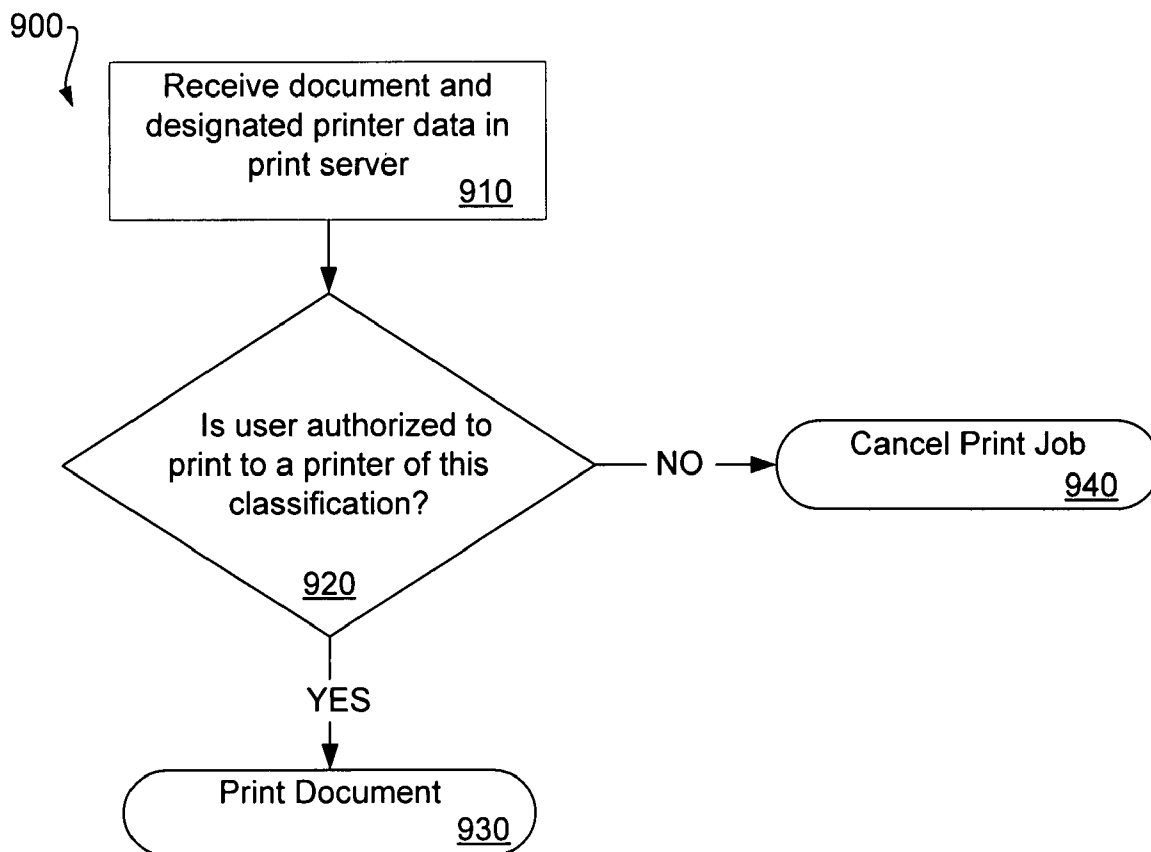 900
Receive document and
designated printer data in
print server
910
Is user authorized to
print to a printer of this
classification?
920
NO
Cancel Print Job
940
YES
Print Document
930